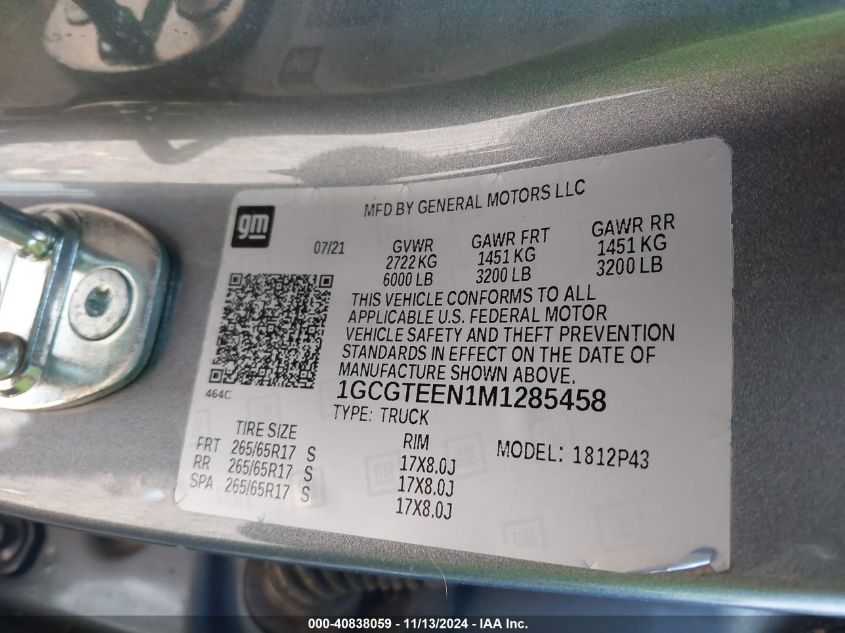 gm
MFD BY GENERAL MOTORS LLC
07/21
GVWR
2722 KG
6000 LB
GAWR FRT
1451 KG
3200 LB
GAWR RR
1451 KG
3200 LB
THIS VEHICLE CONFORMS TO ALL
APPLICABLE U.S. FEDERAL MOTOR
VEHICLE SAFETY AND THEFT PREVENTION
STANDARDS IN EFFECT ON THE DATE OF
MANUFACTURE SHOWN ABOVE.
464C
1GCGTEEN1M1285458
TYPE: TRUCK
TIRE SIZE
FRT 265/65R17 S
RR 265/65R17 S
SPA 265/65R17 S
RIM
17X8.0J
17X8.0J
17X8.0J
MODEL: 1812P43
000-40838059 - 11/13/2024 - IAA Inc.